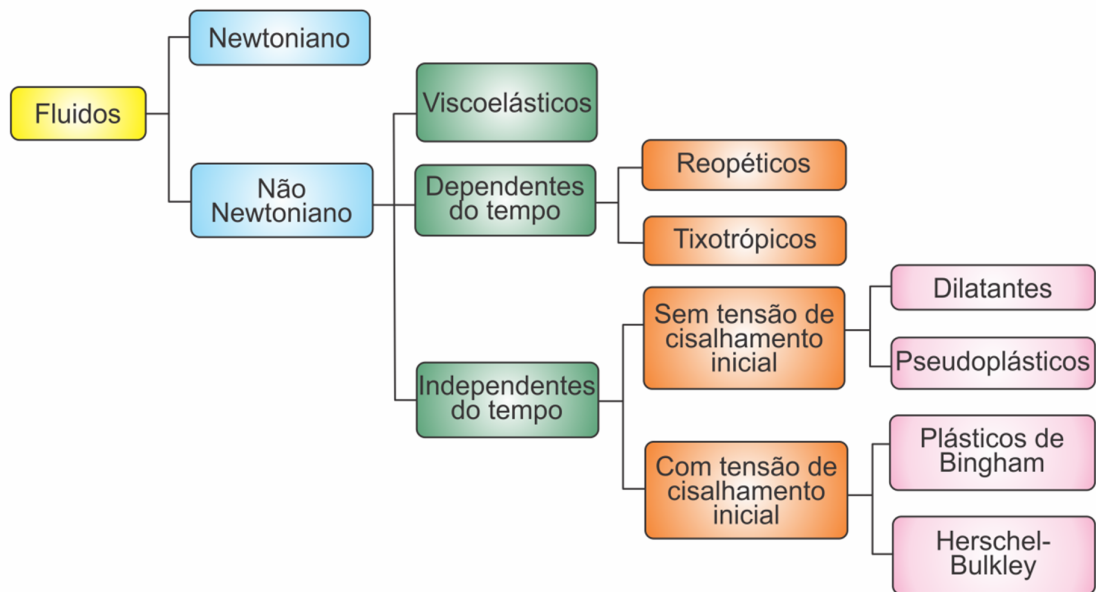 Fluidos
Newtoniano
Não
Newtoniano
Viscoelásticos
Dependentes
do tempo
Independentes
do tempo
Reopéticos
Tixotrópicos
Sem tensão de
cisalhamento
inicial
Com tensão de
cisalhamento
inicial
Dilatantes
Pseudoplásticos
Plásticos de
Bingham
Herschel-
Bulkley